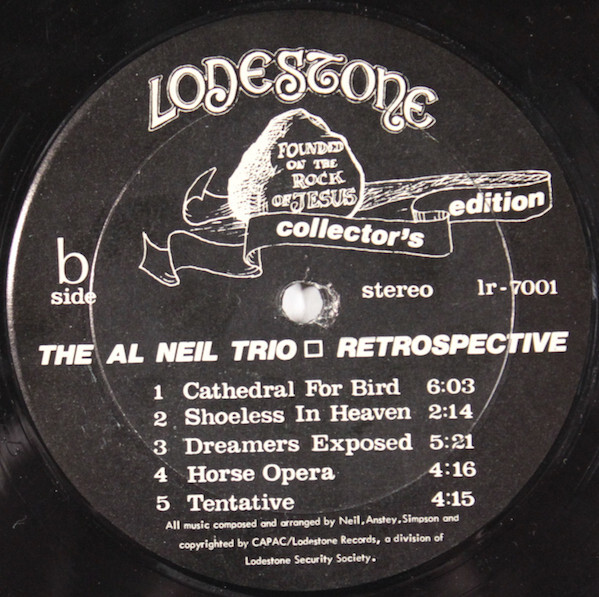 LODESTONE
FOUNDED
ON THE
ROCK
OF JESUS
collector's edition
b
side
stereo lr-7001
THE AL NEIL TRIO □ RETROSPECTIVE
1 Cathedral For Bird 6:03
2 Shoeless In Heaven 2:14
3 Dreamers Exposed 5:21
4 Horse Opera 4:16
5 Tentative 4:15
All music composed and arranged by Neil, Anstey, Simpson and
copyrighted by CAPAC/Lodestone Records, a division of
Lodestone Security Society.